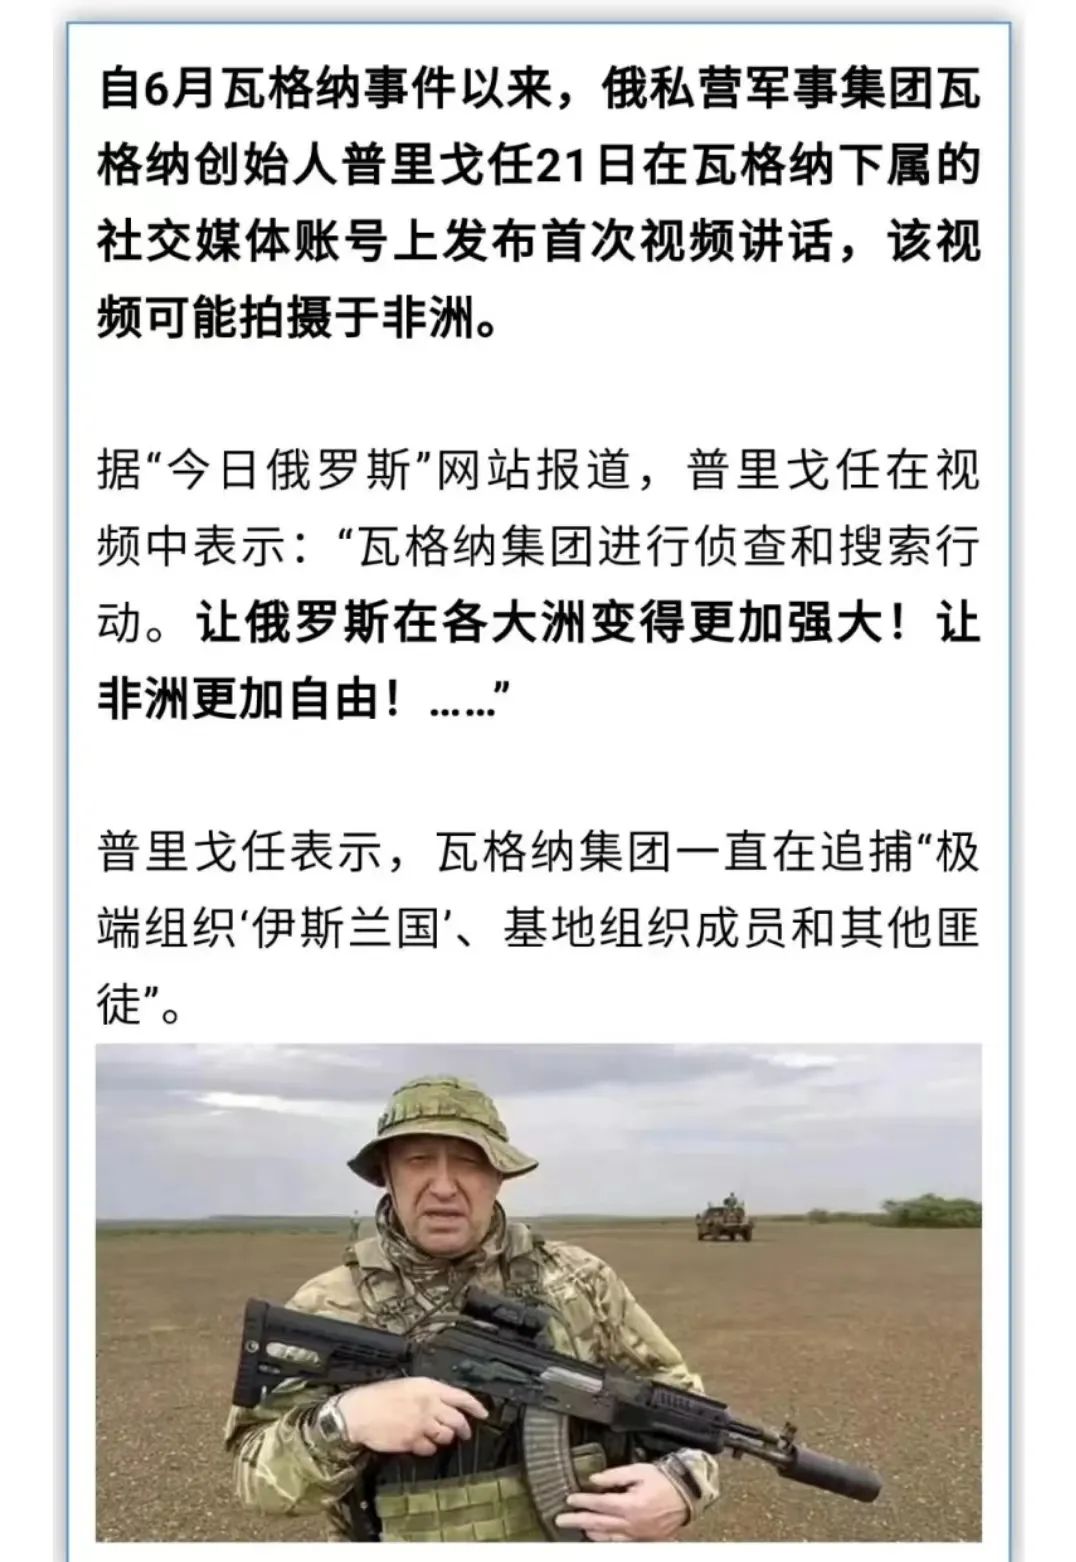 自6月瓦格纳事件以来，俄私营军事集团瓦
格纳创始人普里戈任21日在瓦格纳下属的
社交媒体账号上发布首次视频讲话，该视
频可能拍摄于非洲。
据“今日俄罗斯”网站报道，普里戈任在视
频中表示：“瓦格纳集团进行侦查和搜索行
动。让俄罗斯在各大洲变得更加强大！让
非洲更加自由！……”
普里戈任表示，瓦格纳集团一直在追捕“极
端组织‘伊斯兰国’、基地组织成员和其他匪
徒”。